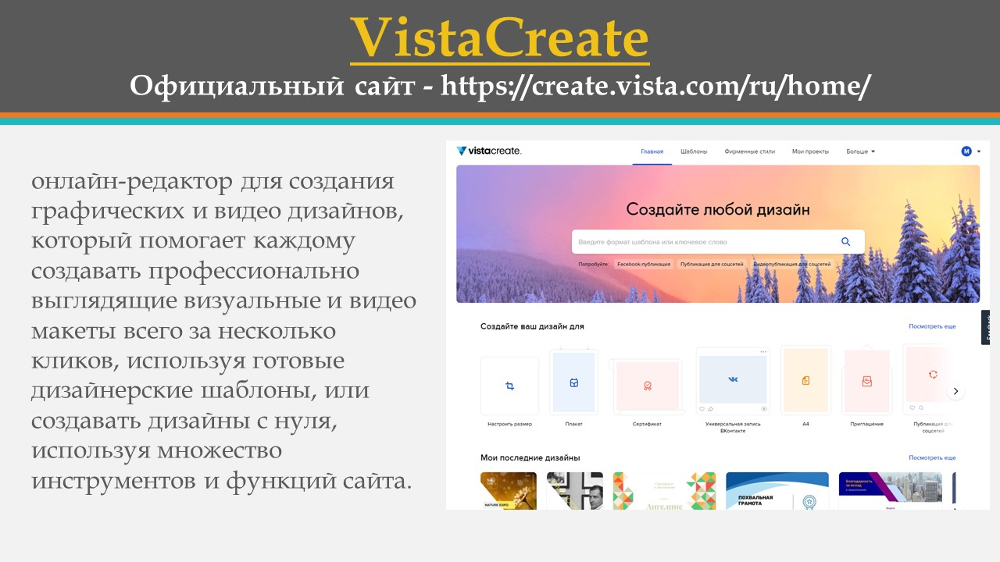 VistaCreate
Официальный сайт - https://create.vista.com/ru/home/
онлайн-редактор для создания
графических и видео дизайнов,
который помогает каждому
создавать профессионально
выглядящие визуальные и видео
макеты всего за несколько
кликов, используя готовые
дизайнерские шаблоны, или
создавать дизайны с нуля,
используя множество
инструментов и функций сайта.
vistacreate.
Главная Шаблоны Фирменные стили Мои проекты Больше
M
Создайте любой дизайн
Введите формат шаблона или ключевое слово
Попробуйте: Facebook-публикация Публикация для соцсетей Видеопубликация для соцсетей
Создайте ваш дизайн для Посмотреть еще
Настроить размер Плакат Сертификат Универсальная запись ВКонтакте A4 Приглашение Публикация для соцсетей
Мои последние дизайны Посмотреть еще
NATURE EXPO
Ангелине
ПОХВАЛЬНАЯ
ГРАМОТА
Благодарность
за вклад